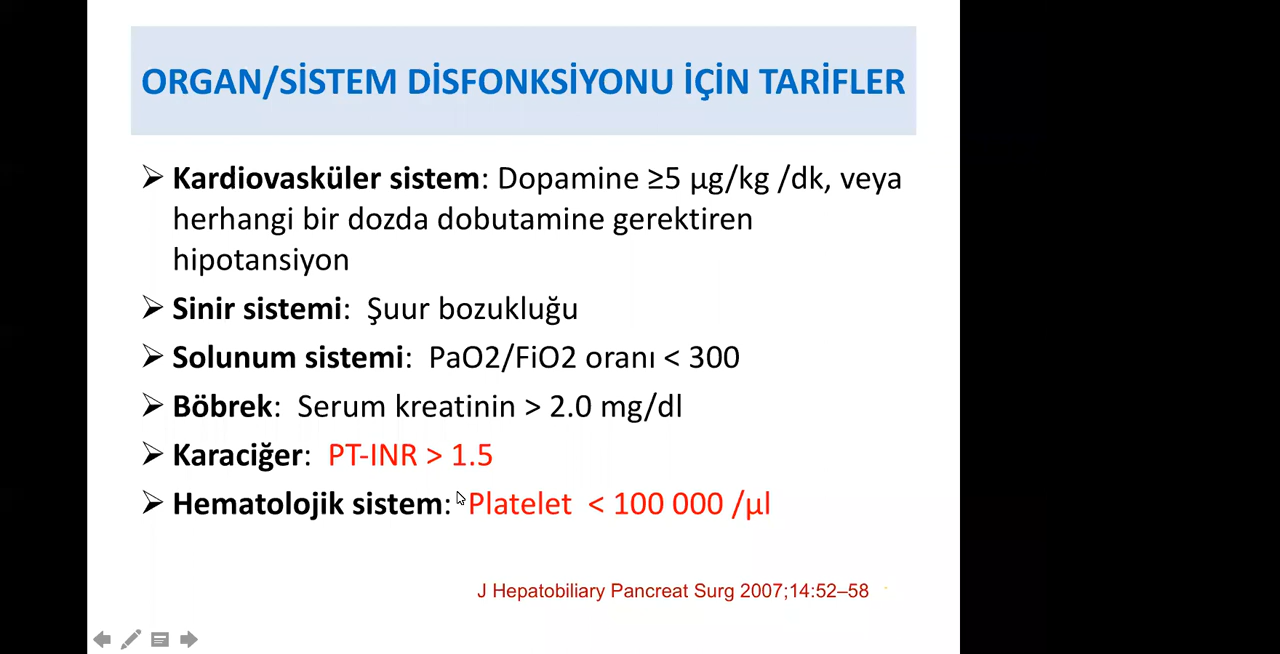 ORGAN/SİSTEM DİSFONKSİYONU İÇİN TARİFLER
Kardiovasküler sistem: Dopamine ≥5 µg/kg /dk, veya
herhangi bir dozda dobutamine gerektiren
hipotansiyon
Sinir sistemi: Şuur bozukluğu
Solunum sistemi: PaO2/FiO2 oranı < 300
Böbrek: Serum kreatinin > 2.0 mg/dl
Karaciğer: PT-INR > 1.5
Hematolojik sistem: Platelet < 100 000 /µl
J Hepatobiliary Pancreat Surg 2007;14:52–58